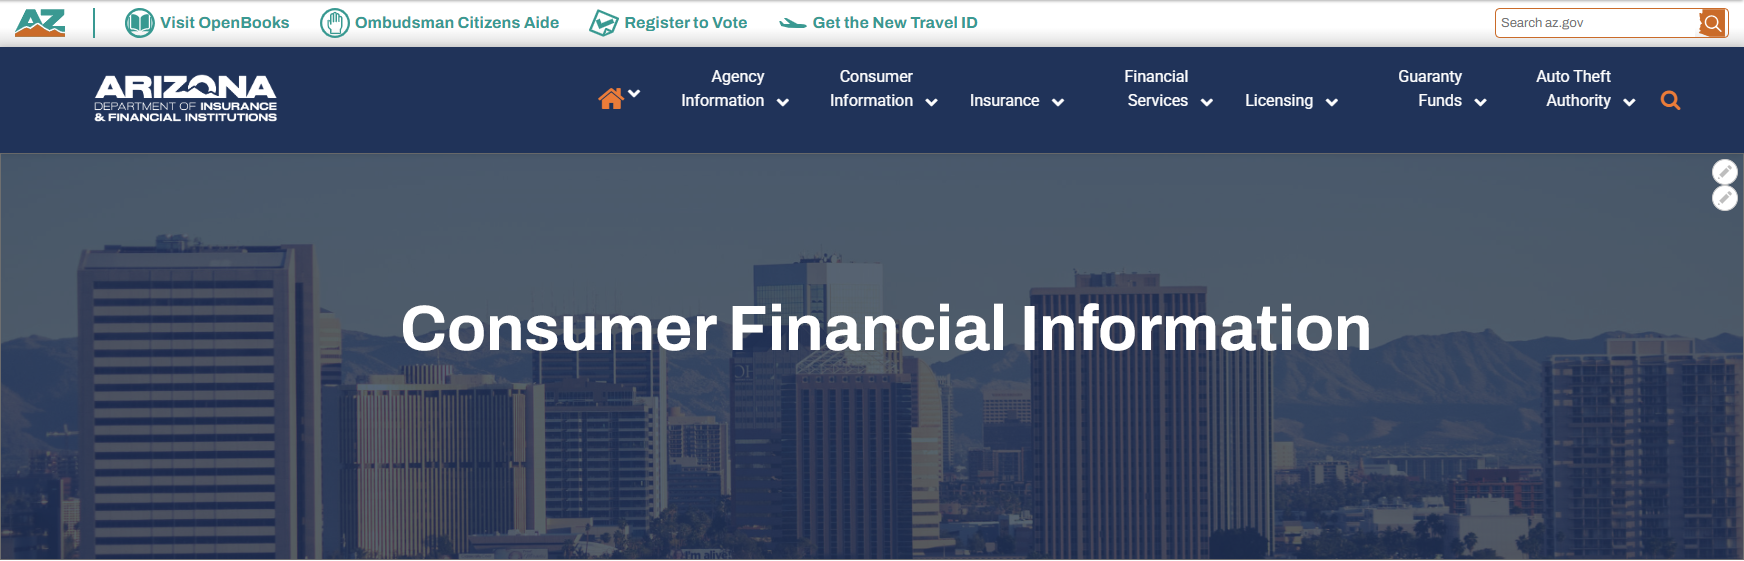 AZ
Visit OpenBooks
Ombudsman Citizens Aide
Register to Vote
Get the New Travel ID
Search az.gov
ARIZONA
DEPARTMENT OF INSURANCE
& FINANCIAL INSTITUTIONS
Agency
Information
Consumer
Information
Insurance
Financial
Services
Licensing
Guaranty
Funds
Auto Theft
Authority
Consumer Financial Information
I'm alive